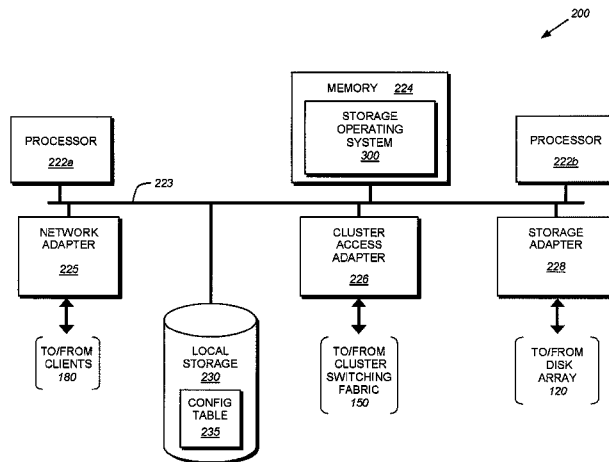 200
MEMORY 224
STORAGE
OPERATING
SYSTEM
300
PROCESSOR
222a
PROCESSOR
222b
223
NETWORK
ADAPTER
225
CLUSTER
ACCESS
ADAPTER
226
STORAGE
ADAPTER
228
TO/FROM
CLIENTS
180
LOCAL
STORAGE
230
CONFIG
TABLE
235
TO/FROM
CLUSTER
SWITCHING
FABRIC
150
TO/FROM
DISK
ARRAY
120